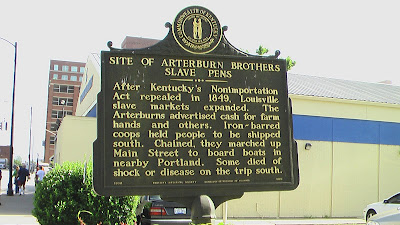 COMMONWEALTH OF KENTUCKY
SITE OF ARTERBURN BROTHERS
SLAVE PENS
After Kentucky's Nonimportation
Act repealed in 1849, Louisville
slave markets expanded. The
Arterburns advertised cash for farm
hands and others. Iron-barred
coops held people to be shipped
south. Chained, they marched up
Main Street to board boats in
nearby Portland. Some died of
shock or disease on the trip south.